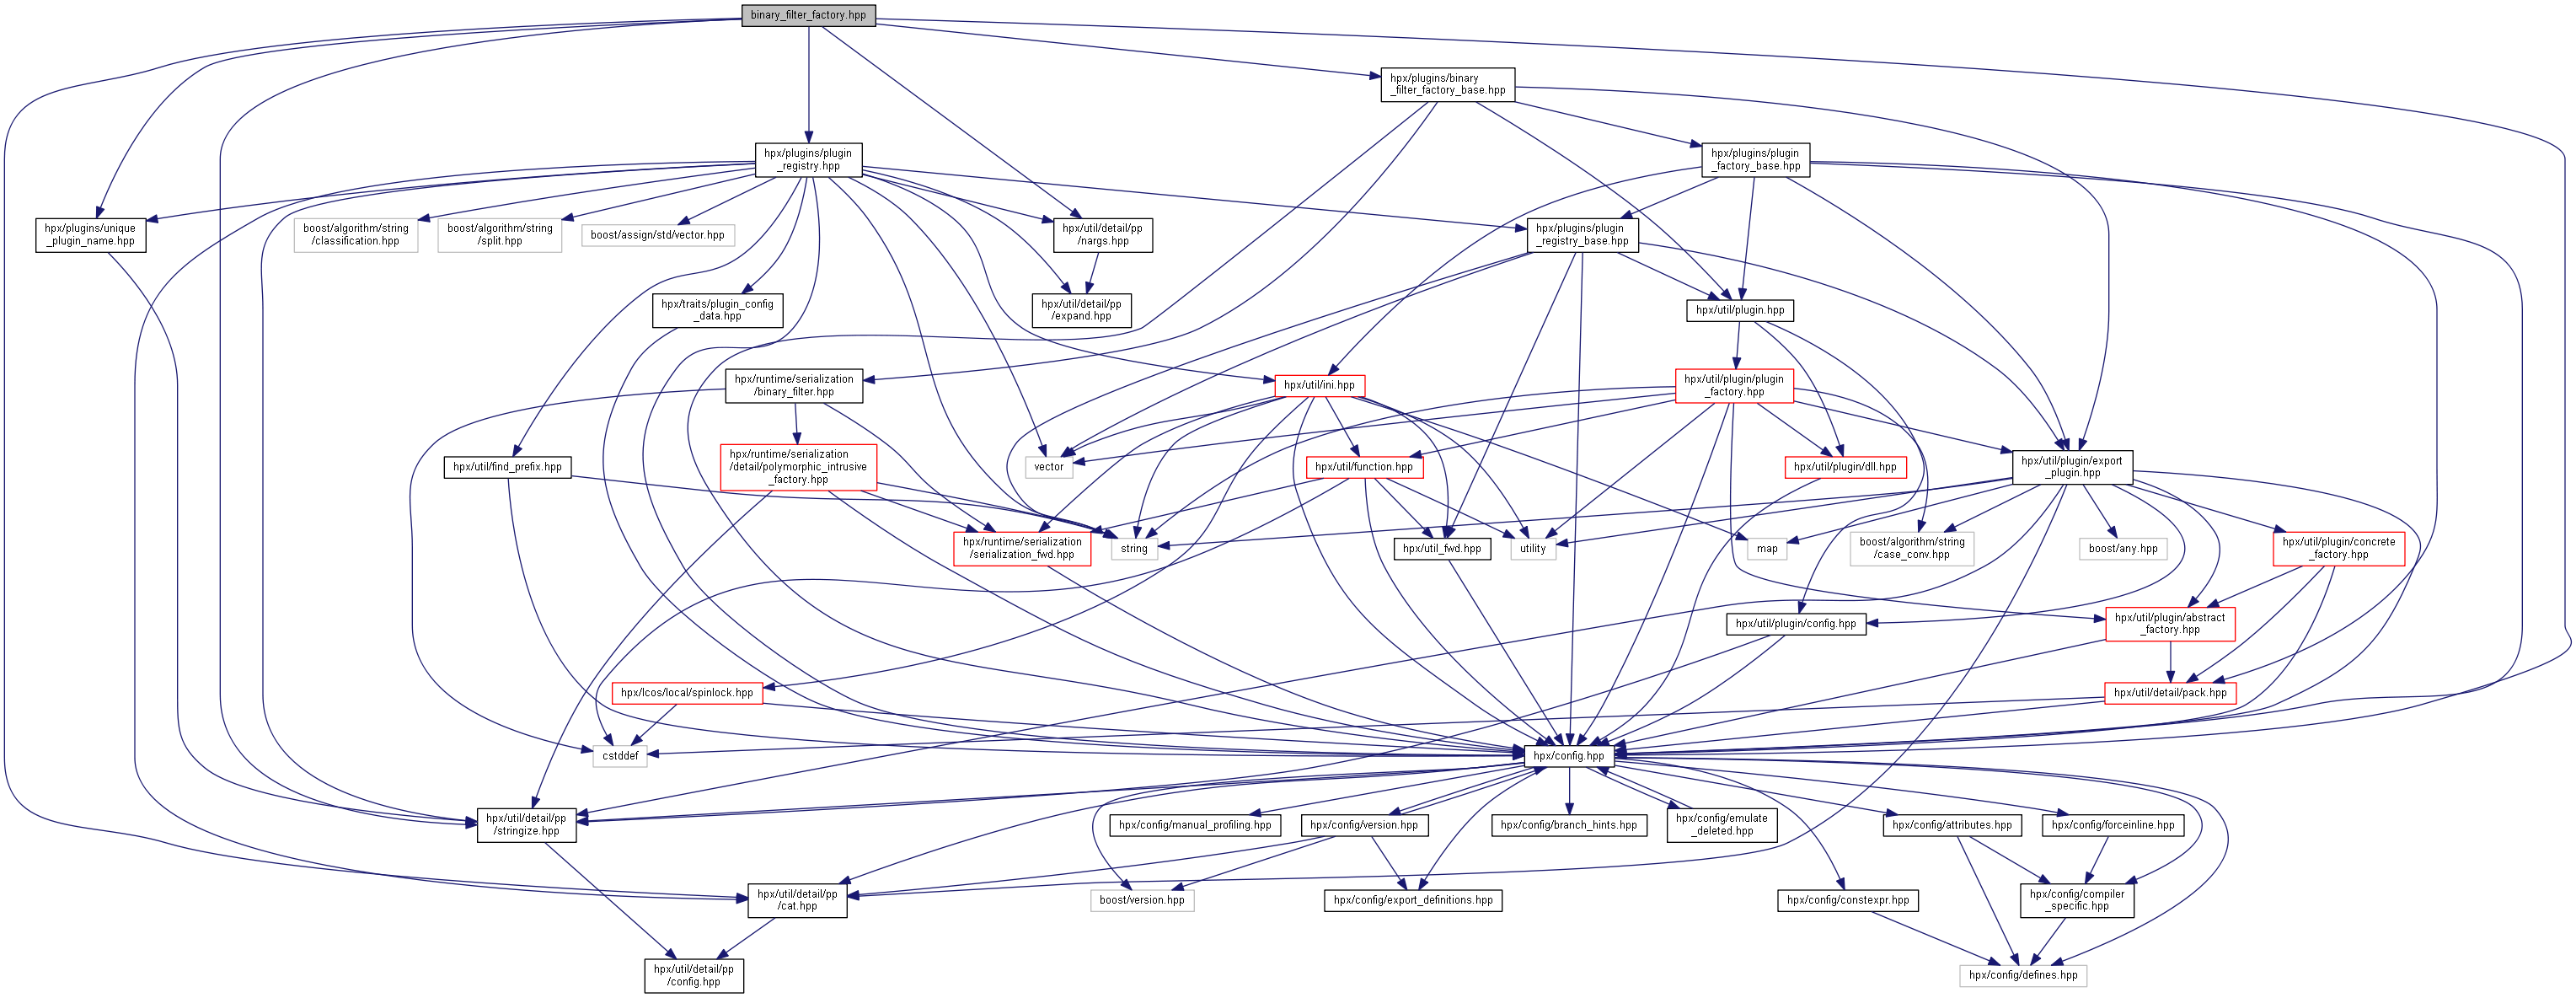 binary_filter_factory.hpp
hpx/plugins/binary
_filter_factory_base.hpp
hpx/plugins/plugin
_registry.hpp
hpx/plugins/plugin
_factory_base.hpp
hpx/plugins/unique
_plugin_name.hpp
boost/algorithm/string
/classification.hpp
boost/algorithm/string
/split.hpp
boost/assign/std/vector.hpp
hpx/util/detail/pp
/nargs.hpp
hpx/plugins/plugin
_registry_base.hpp
hpx/traits/plugin_config
_data.hpp
hpx/util/detail/pp
/expand.hpp
hpx/util/plugin.hpp
hpx/runtime/serialization
/binary_filter.hpp
hpx/util/ini.hpp
hpx/util/plugin/plugin
_factory.hpp
hpx/util/find_prefix.hpp
hpx/runtime/serialization
/detail/polymorphic_intrusive
_factory.hpp
vector
hpx/util/function.hpp
hpx/util/plugin/dll.hpp
hpx/util/plugin/export
_plugin.hpp
hpx/runtime/serialization
/serialization_fwd.hpp
string
hpx/util_fwd.hpp
utility
map
boost/algorithm/string
/case_conv.hpp
boost/any.hpp
hpx/util/plugin/concrete
_factory.hpp
hpx/util/plugin/config.hpp
hpx/util/plugin/abstract
_factory.hpp
hpx/lcos/local/spinlock.hpp
hpx/util/detail/pack.hpp
cstddef
hpx/config.hpp
hpx/util/detail/pp
/stringize.hpp
hpx/config/manual_profiling.hpp
hpx/config/version.hpp
hpx/config/branch_hints.hpp
hpx/config/emulate
_deleted.hpp
hpx/config/attributes.hpp
hpx/config/forceinline.hpp
hpx/util/detail/pp
/cat.hpp
boost/version.hpp
hpx/config/export_definitions.hpp
hpx/config/constexpr.hpp
hpx/config/compiler
_specific.hpp
hpx/util/detail/pp
/config.hpp
hpx/config/defines.hpp